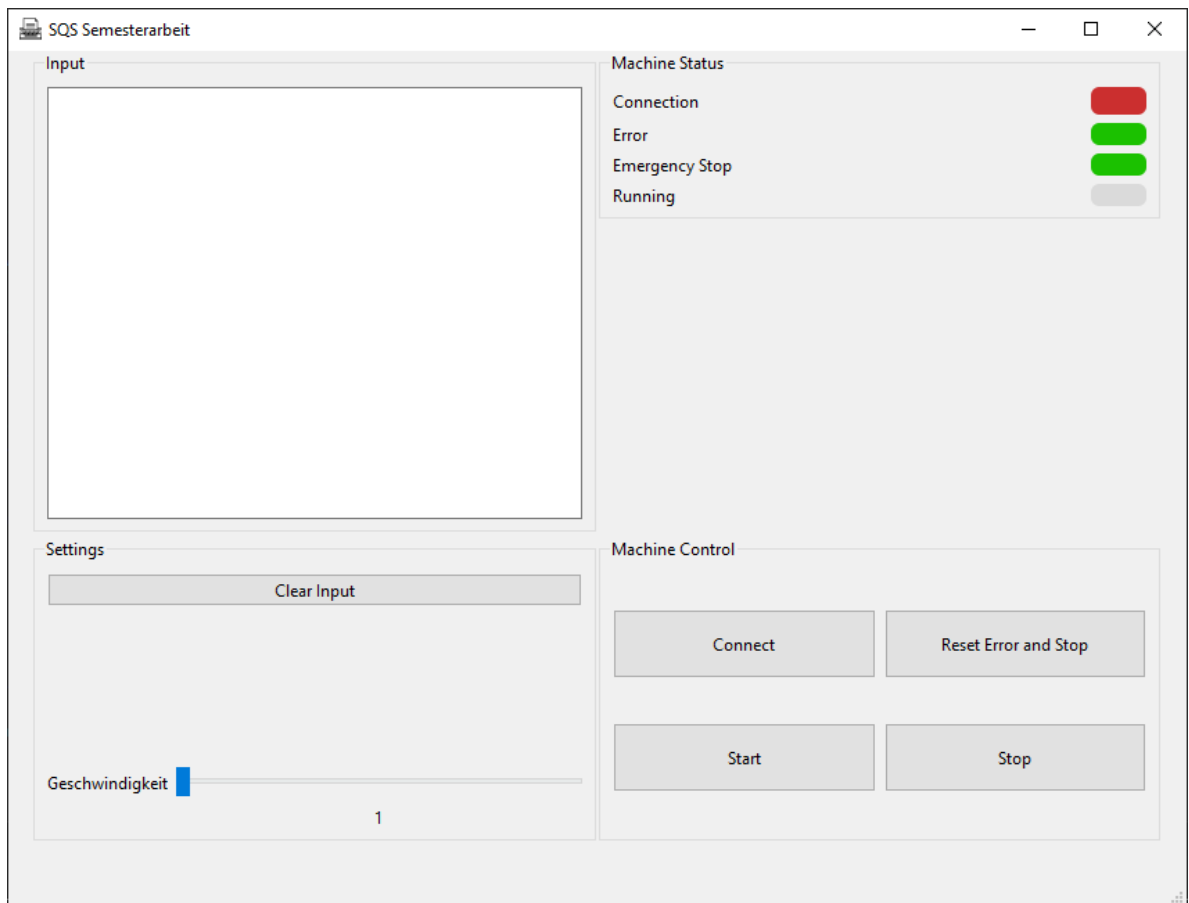 SQS Semesterarbeit
Input
Machine Status
Connection
Error
Emergency Stop
Running
Settings
Clear Input
Geschwindigkeit
1
Machine Control
Connect
Reset Error and Stop
Start
Stop